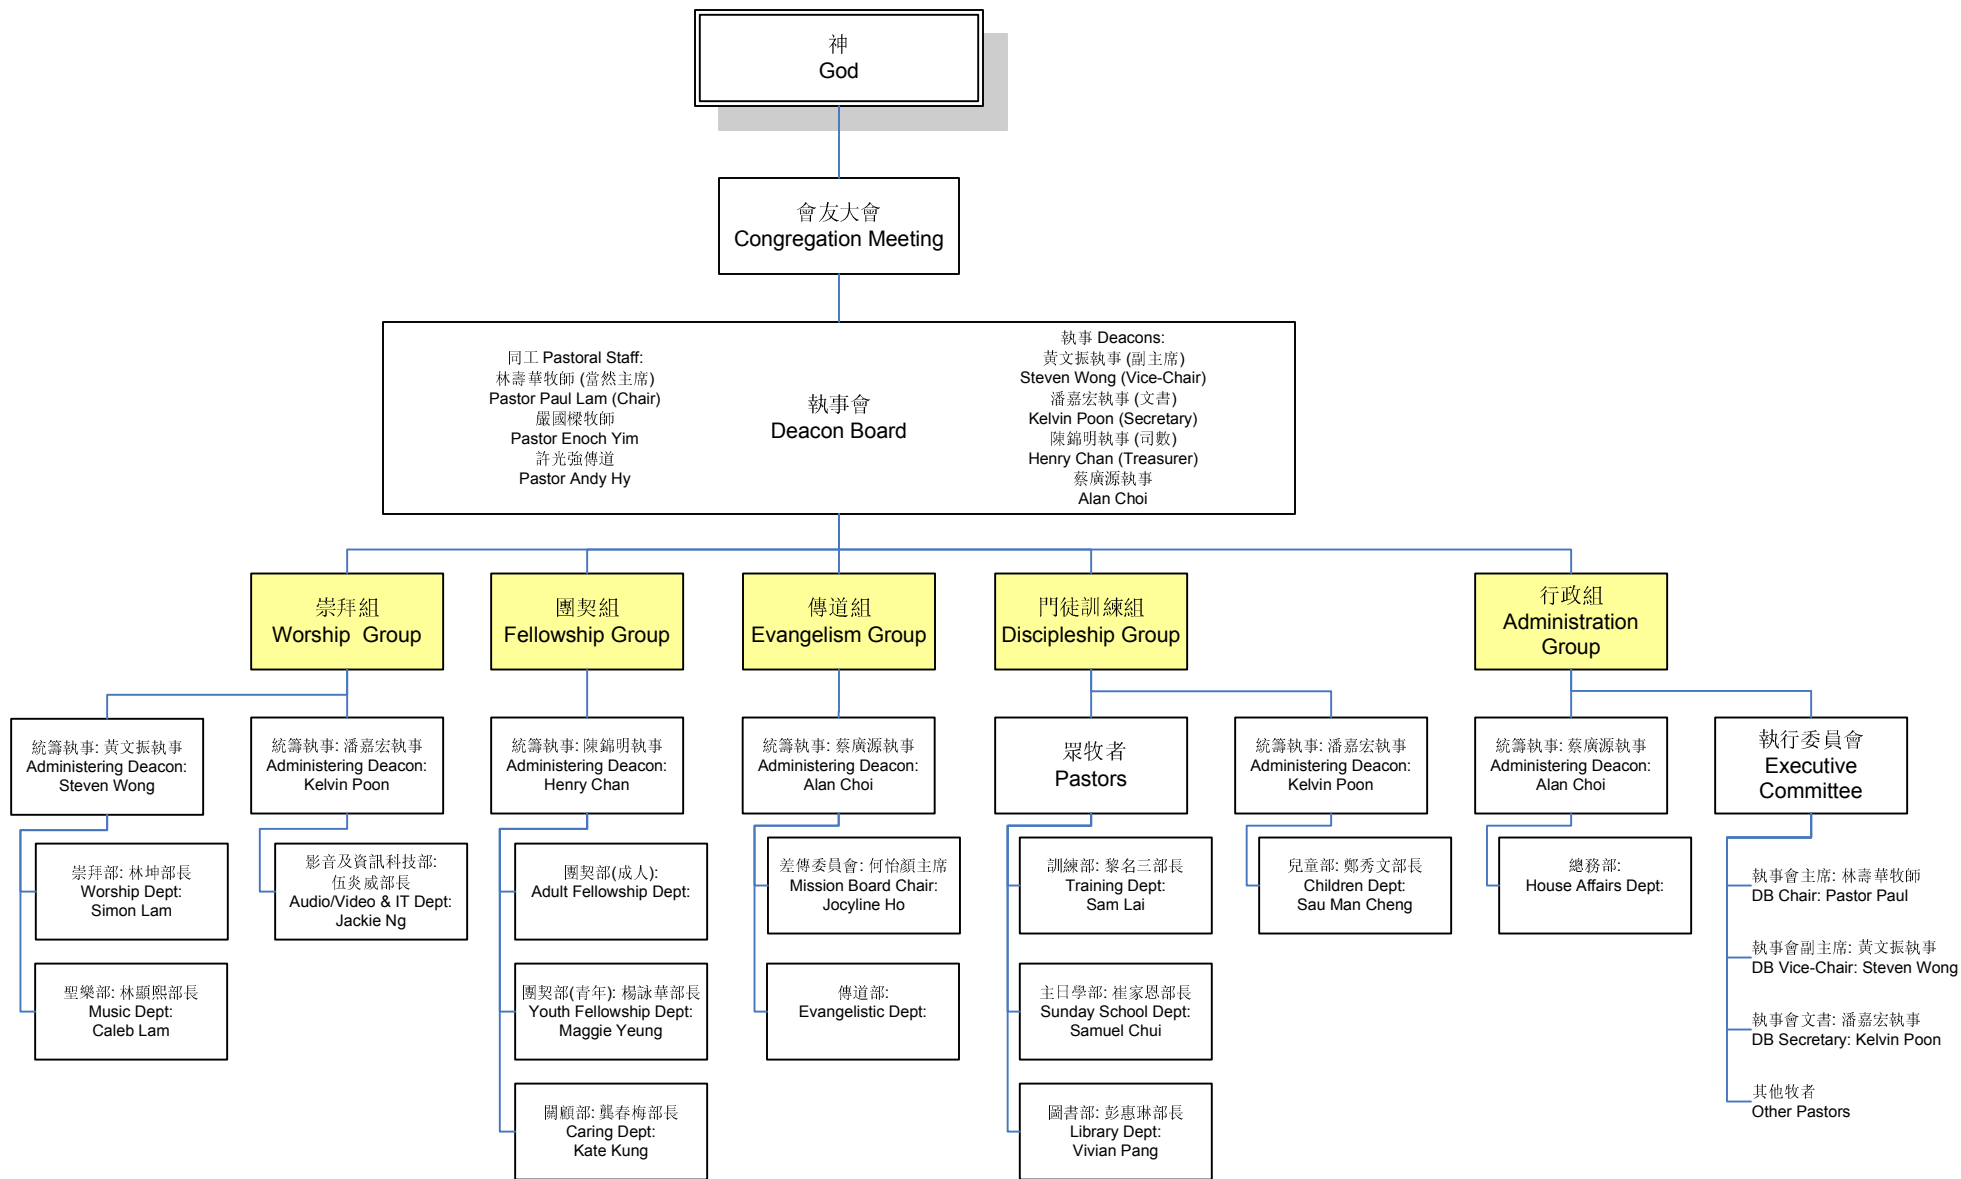 神
God
會友大會
Congregation Meeting
同工 Pastoral Staff:
林壽華牧師 (當然主席)
Pastor Paul Lam (Chair)
嚴國樑牧師
Pastor Enoch Yim
許光強傳道
Pastor Andy Hy
執事會
Deacon Board
執事 Deacons:
黃文振執事 (副主席)
Steven Wong (Vice-Chair)
潘嘉宏執事 (文書)
Kelvin Poon (Secretary)
陳錦明執事 (司數)
Henry Chan (Treasurer)
蔡廣源執事
Alan Choi
崇拜組
Worship Group
團契組
Fellowship Group
傳道組
Evangelism Group
門徒訓練組
Discipleship Group
行政組
Administration
Group
統籌執事: 黃文振執事
Administering Deacon:
Steven Wong
統籌執事: 潘嘉宏執事
Administering Deacon:
Kelvin Poon
統籌執事: 陳錦明執事
Administering Deacon:
Henry Chan
統籌執事: 蔡廣源執事
Administering Deacon:
Alan Choi
眾牧者
Pastors
統籌執事: 潘嘉宏執事
Administering Deacon:
Kelvin Poon
統籌執事: 蔡廣源執事
Administering Deacon:
Alan Choi
執行委員會
Executive
Committee
崇拜部: 林坤部長
Worship Dept:
Simon Lam
影音及資訊科技部:
伍炎威部長
Audio/Video & IT Dept:
Jackie Ng
團契部(成人):
Adult Fellowship Dept:
差傳委員會: 何怡顏主席
Mission Board Chair:
Jocyline Ho
訓練部: 黎名三部長
Training Dept:
Sam Lai
兒童部: 鄭秀文部長
Children Dept:
Sau Man Cheng
總務部:
House Affairs Dept:
執事會主席: 林壽華牧師
DB Chair: Pastor Paul
執事會副主席: 黃文振執事
DB Vice-Chair: Steven Wong
聖樂部: 林顯熙部長
Music Dept:
Caleb Lam
團契部(青年): 楊詠華部長
Youth Fellowship Dept:
Maggie Yeung
傳道部:
Evangelistic Dept:
主日學部: 崔家恩部長
Sunday School Dept:
Samuel Chui
執事會文書: 潘嘉宏執事
DB Secretary: Kelvin Poon
關顧部: 龔春梅部長
Caring Dept:
Kate Kung
圖書部: 彭惠琳部長
Library Dept:
Vivian Pang
其他牧者
Other Pastors